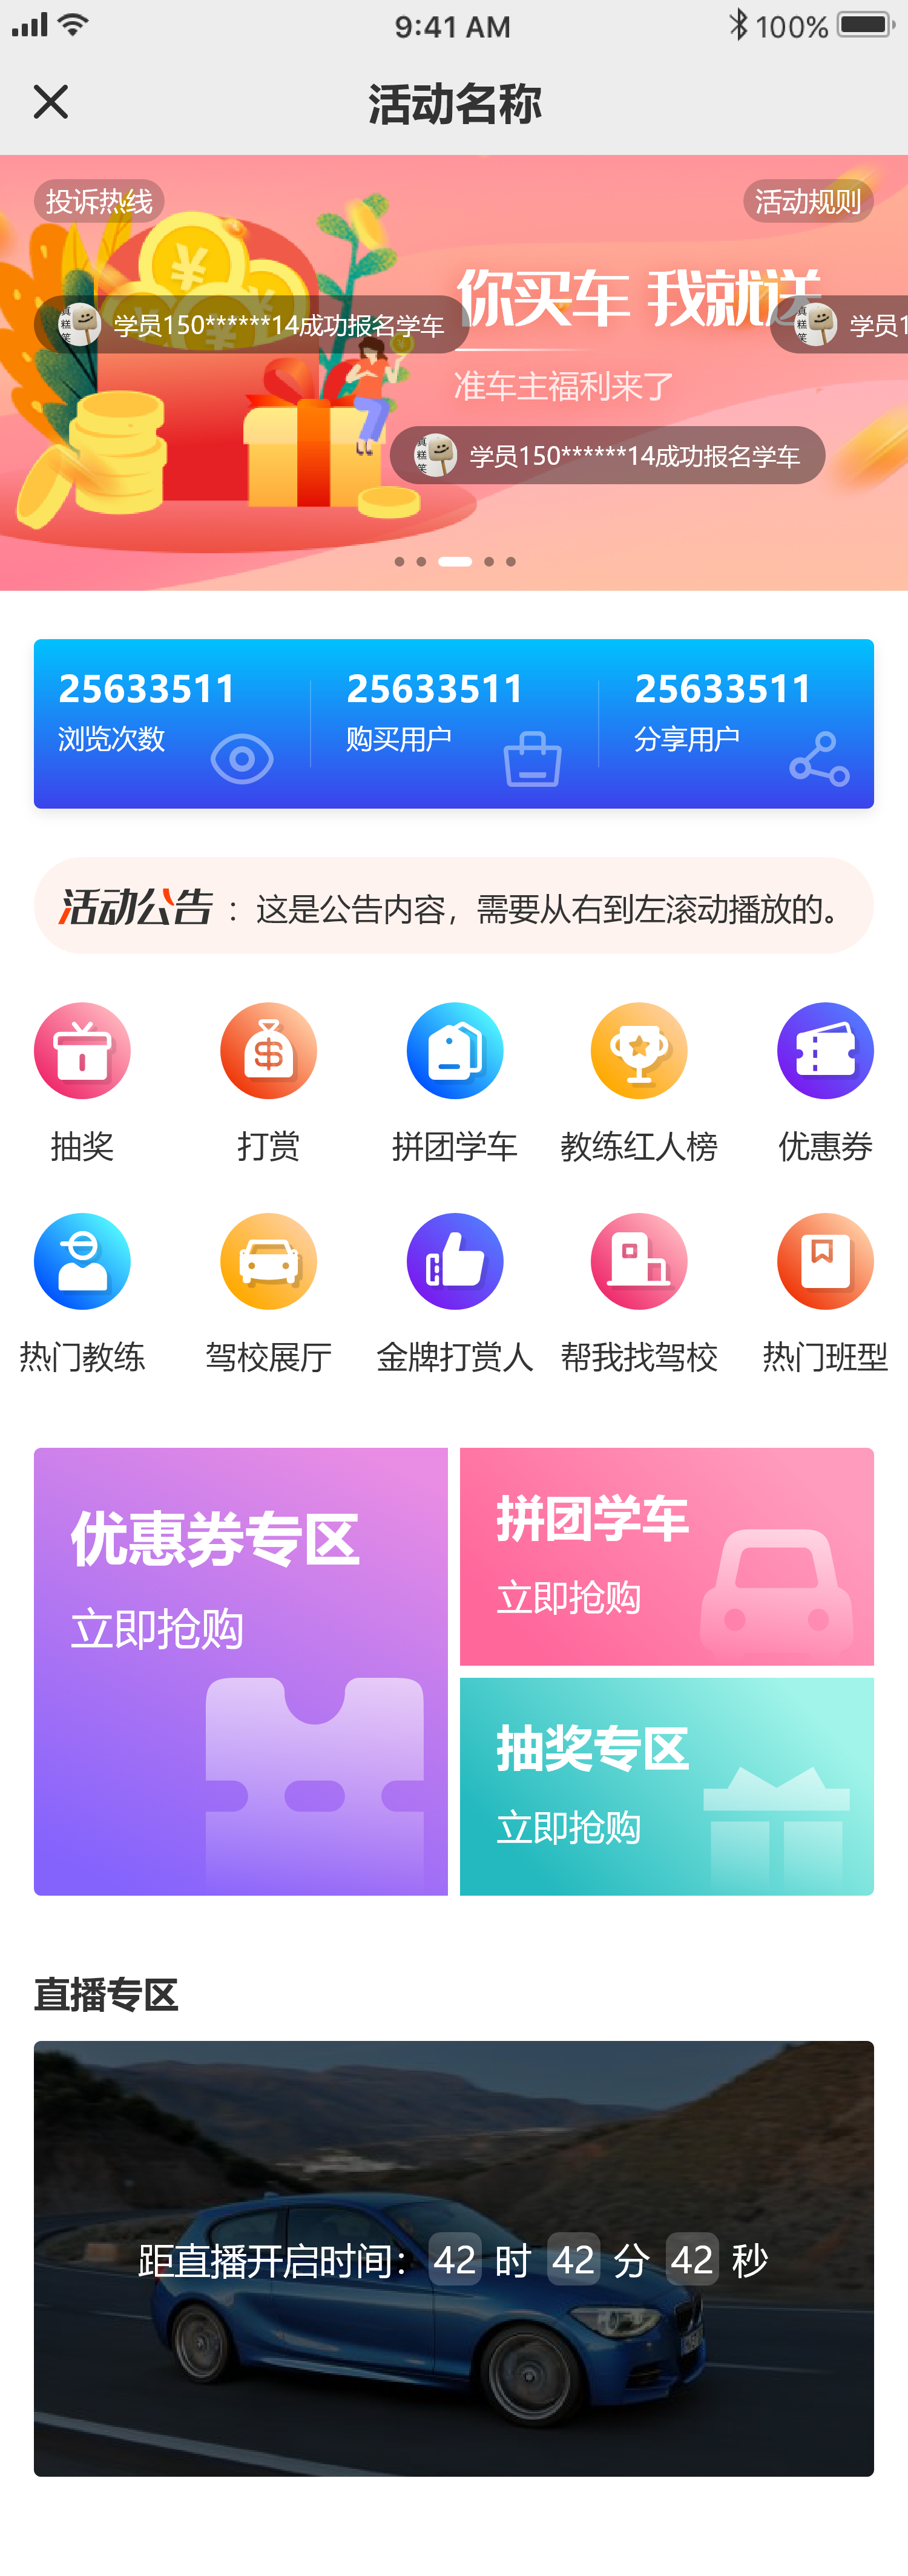 9:41 AM
100%
活动名称
投诉热线
活动规则
你买车 我就送
学员150******14成功报名学车
学员1
准车主福利来了
学员150******14成功报名学车
25633511
浏览次数
25633511
购买用户
25633511
分享用户
活动公告 ：这是公告内容，需要从右到左滚动播放的。
抽奖
打赏
拼团学车
教练红人榜
优惠券
热门教练
驾校展厅
金牌打赏人
帮我找驾校
热门班型
优惠券专区
立即抢购
拼团学车
立即抢购
抽奖专区
立即抢购
直播专区
距直播开启时间：42 时 42 分 42 秒